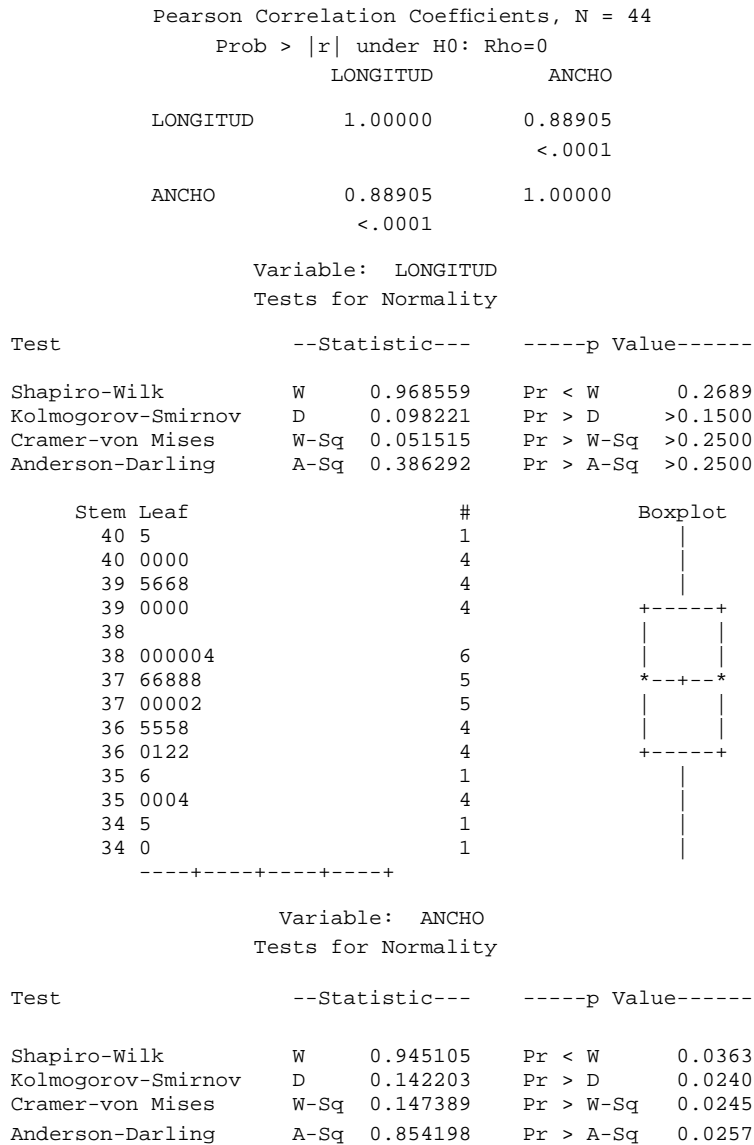 Pearson Correlation Coefficients, N = 44
Prob > |r| under H0: Rho=0
LONGITUD ANCHO
LONGITUD 1.00000 0.88905
<.0001
ANCHO 0.88905 1.00000
<.0001
Variable: LONGITUD
Tests for Normality
Test --Statistic--- -----p Value------
Shapiro-Wilk W 0.968559 Pr < W 0.2689
Kolmogorov-Smirnov D 0.098221 Pr > D >0.1500
Cramer-von Mises W-Sq 0.051515 Pr > W-Sq >0.2500
Anderson-Darling A-Sq 0.386292 Pr > A-Sq >0.2500
Stem Leaf # Boxplot
40 5 1 |
40 0000 4 |
39 5668 4 |
39 0000 4 +-----+
38 | |
38 000004 6 | |
37 66888 5 *--+--*
37 00002 5 | |
36 5558 4 | |
36 0122 4 +-----+
35 6 1 |
35 0004 4 |
34 5 1 |
34 0 1 |
----+----+----+----+
Variable: ANCHO
Tests for Normality
Test --Statistic--- -----p Value------
Shapiro-Wilk W 0.945105 Pr < W 0.0363
Kolmogorov-Smirnov D 0.142203 Pr > D 0.0240
Cramer-von Mises W-Sq 0.147389 Pr > W-Sq 0.0245
Anderson-Darling A-Sq 0.854198 Pr > A-Sq 0.0257